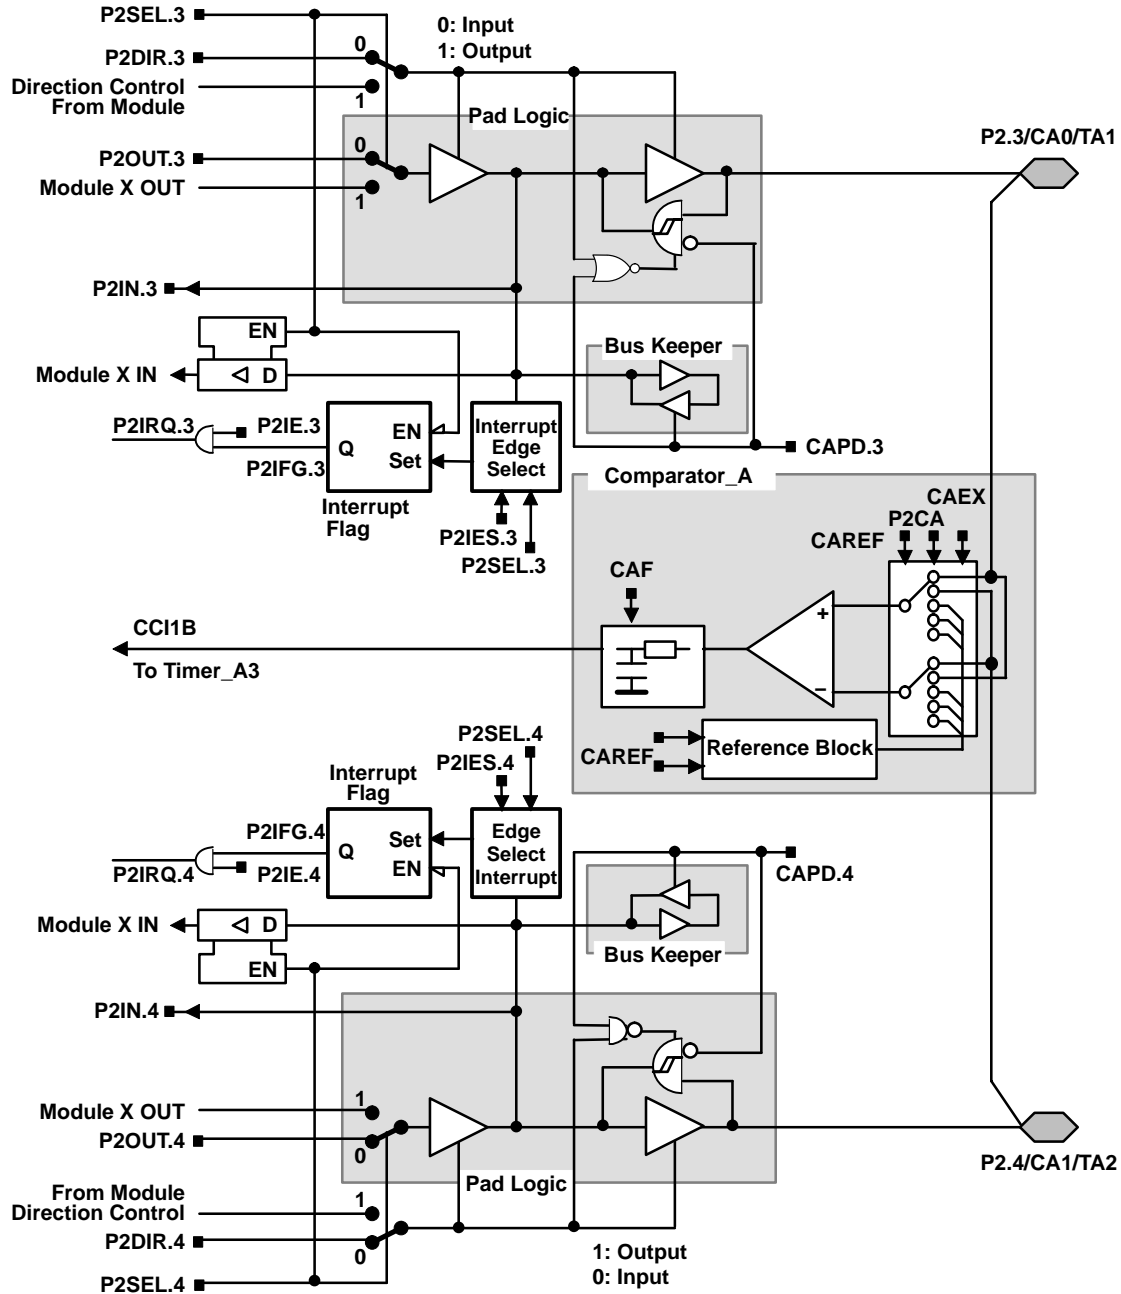 P2SEL.3
0: Input
1: Output
P2DIR.3
0
Direction Control
From Module
1
Pad Logic
P2OUT.3
0
Module X OUT
1
P2.3/CA0/TA1
P2IN.3
EN
Module X IN
D
Bus Keeper
P2IRQ.3
P2IE.3
P2IFG.3
Q
EN
Set
Interrupt
Edge
Select
CAPD.3
Interrupt
Flag
P2IES.3
P2SEL.3
Comparator_A
CAEX
P2CA
CAREF
CAF
+
−
CCI1B
To Timer_A3
CAREF
Reference Block
P2SEL.4
P2IES.4
Interrupt
Flag
P2IFG.4
P2IRQ.4
P2IE.4
Q
Set
EN
Edge
Select
Interrupt
CAPD.4
Module X IN
D
EN
Bus Keeper
P2IN.4
Module X OUT
1
P2OUT.4
0
Pad Logic
P2.4/CA1/TA2
From Module
Direction Control
1
P2DIR.4
0
1: Output
0: Input
P2SEL.4